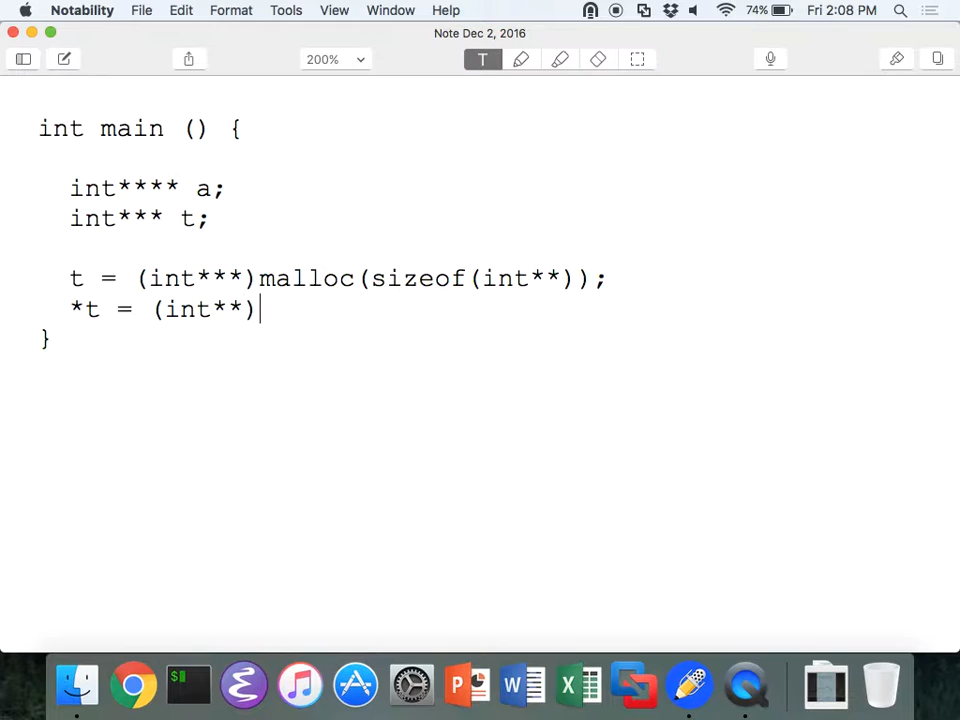 Notability File Edit Format Tools View Window Help 74% Fri 2:08 PM
Note Dec 2, 2016
200% T
int main () {
int**** a;
int*** t;
t = (int***)malloc(sizeof(int**));
*t = (int**)
}
$ P W X